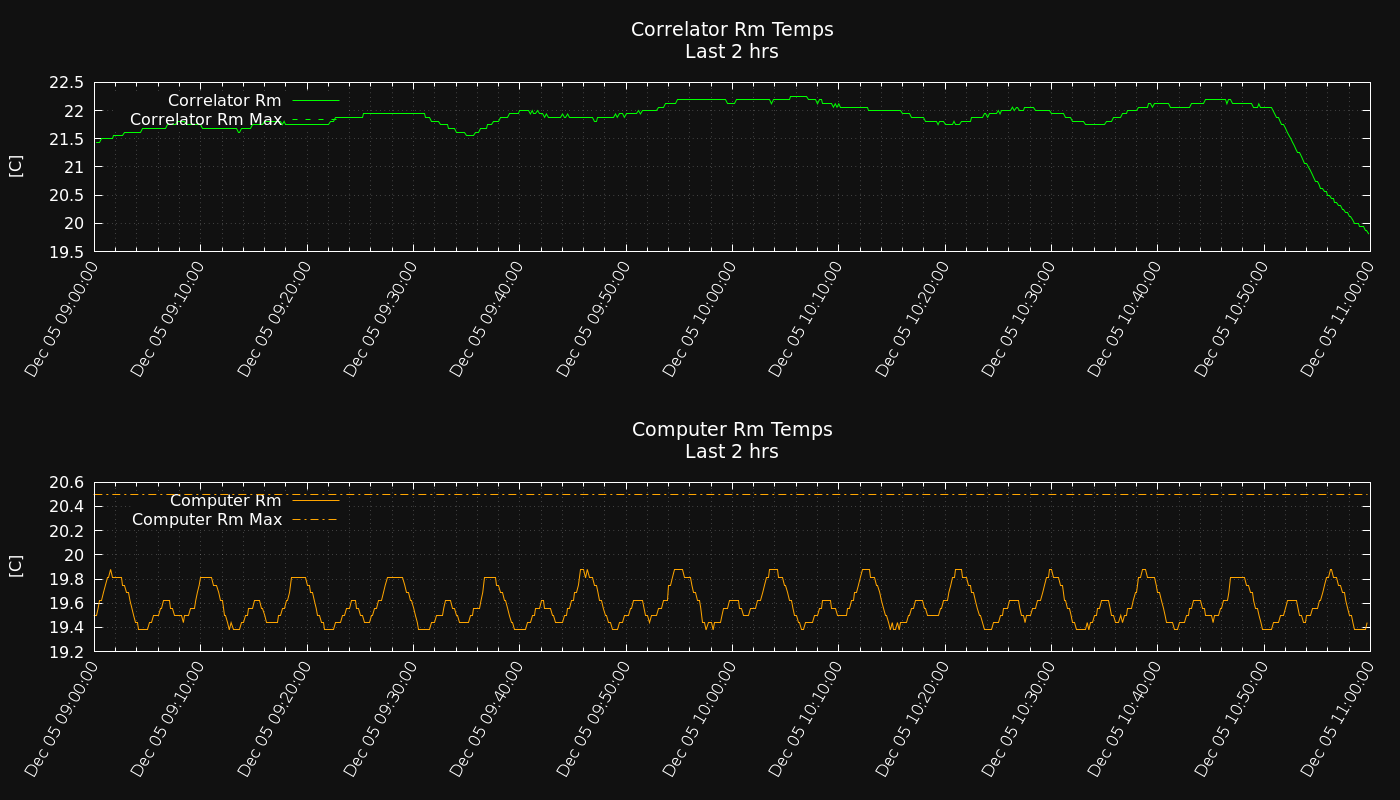 Correlator Rm Temps
Last 2 hrs
22.5
22
21.5
21
20.5
20
19.5
[C]
Correlator Rm
Correlator Rm Max
Dec 05 09:00:00
Dec 05 09:10:00
Dec 05 09:20:00
Dec 05 09:30:00
Dec 05 09:40:00
Dec 05 09:50:00
Dec 05 10:00:00
Dec 05 10:10:00
Dec 05 10:20:00
Dec 05 10:30:00
Dec 05 10:40:00
Dec 05 10:50:00
Dec 05 11:00:00
Computer Rm Temps
Last 2 hrs
20.6
20.4
20.2
20
19.8
19.6
19.4
19.2
[C]
Computer Rm
Computer Rm Max
Dec 05 09:00:00
Dec 05 09:10:00
Dec 05 09:20:00
Dec 05 09:30:00
Dec 05 09:40:00
Dec 05 09:50:00
Dec 05 10:00:00
Dec 05 10:10:00
Dec 05 10:20:00
Dec 05 10:30:00
Dec 05 10:40:00
Dec 05 10:50:00
Dec 05 11:00:00